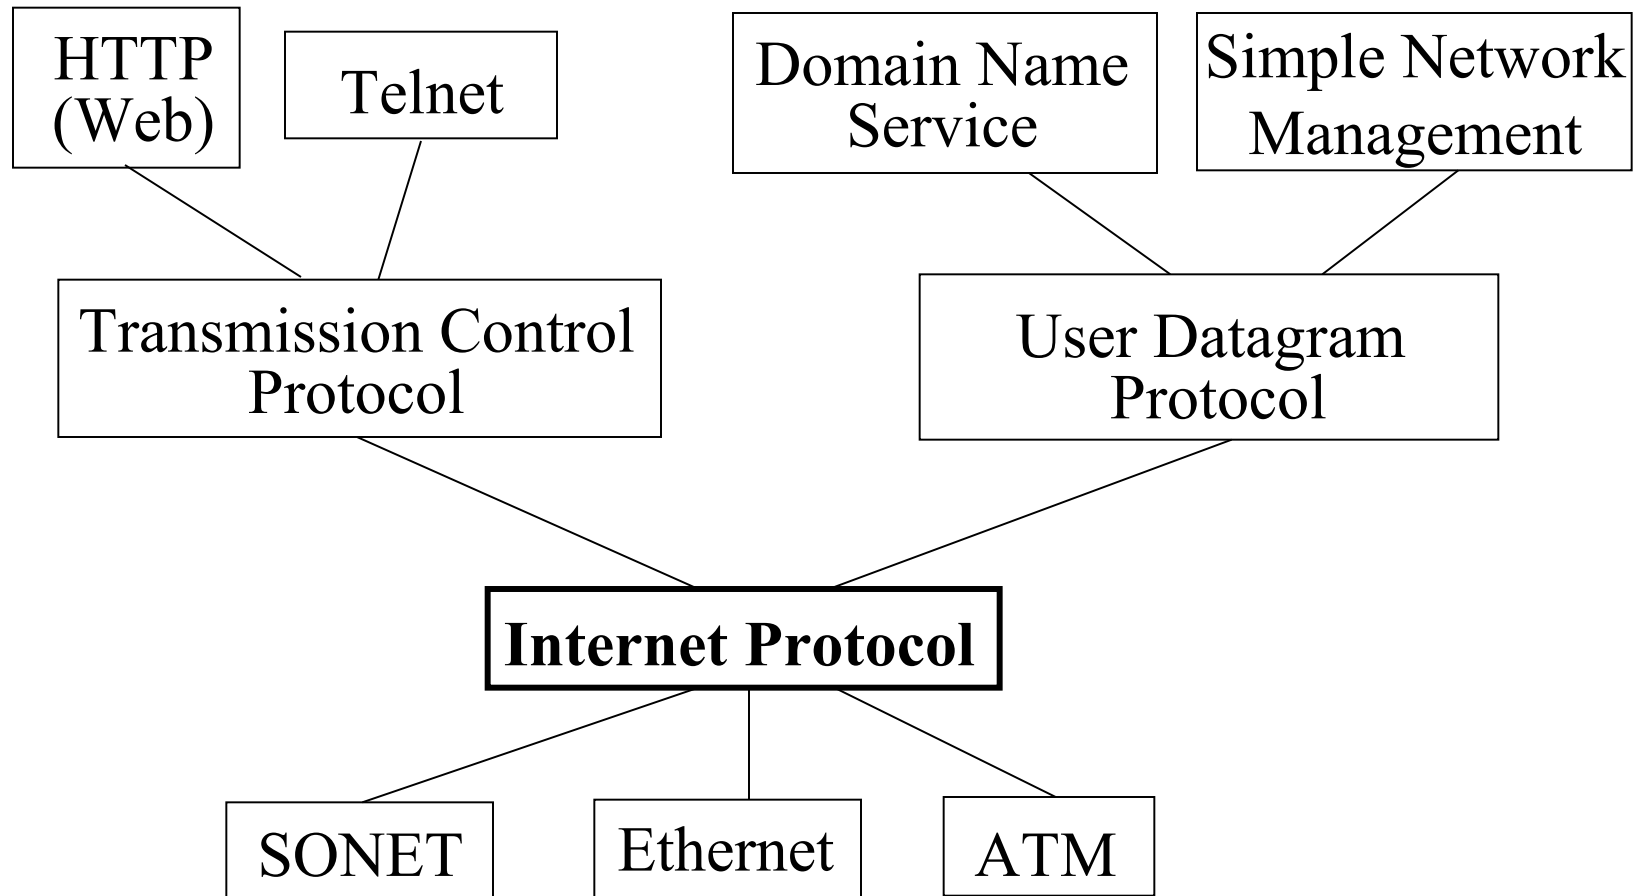 HTTP
(Web)
Telnet
Domain Name
Service
Simple Network
Management
Transmission Control
Protocol
User Datagram
Protocol
Internet Protocol
SONET
Ethernet
ATM